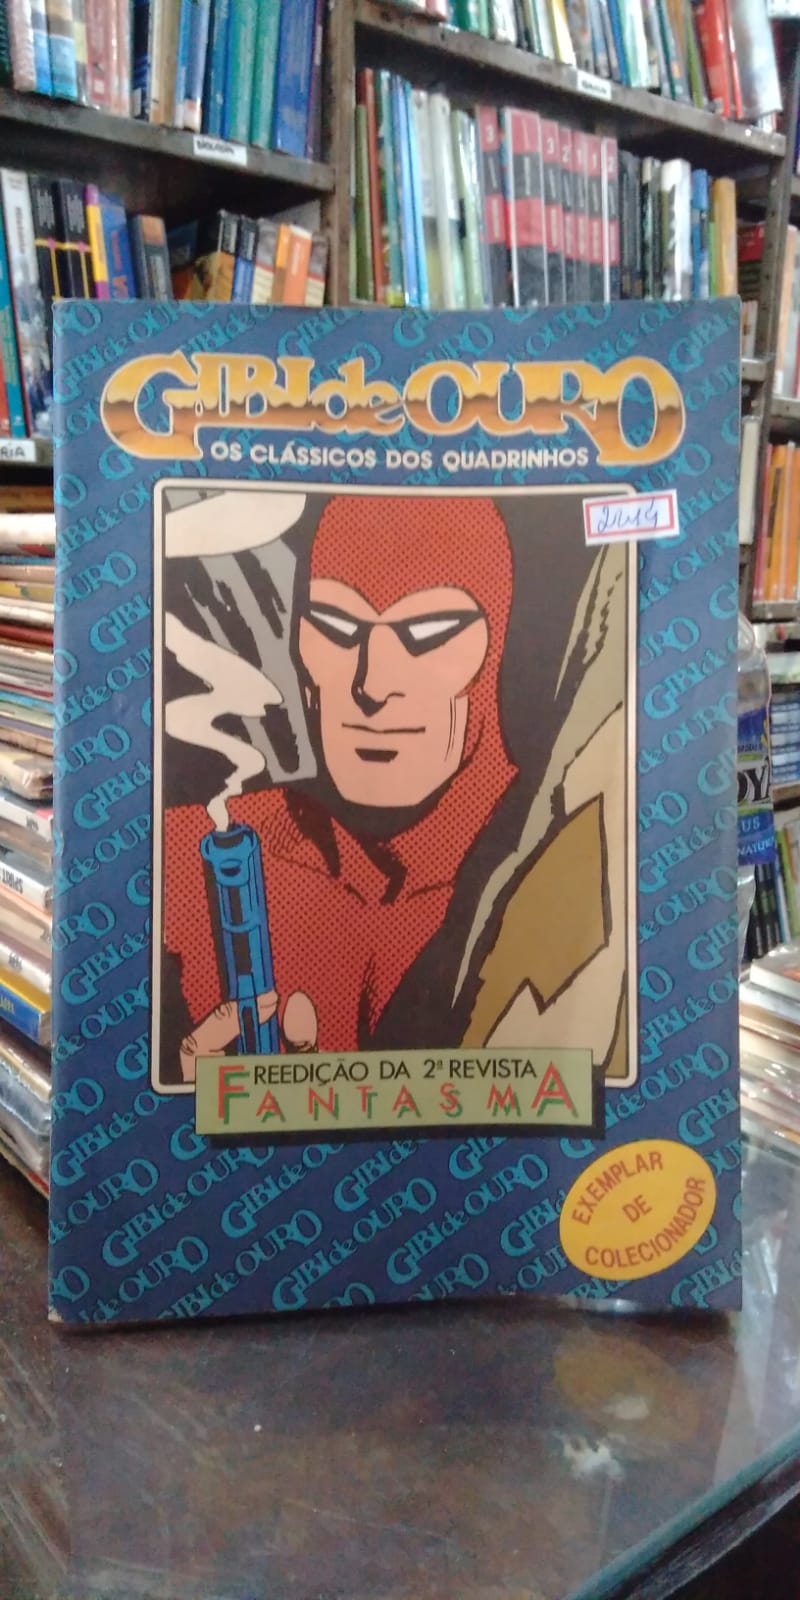 GIBI de OURO
OS CLÁSSICOS DOS QUADRINHOS
REEDIÇÃO DA 2ª REVISTA
FANTASMA
EXEMPLAR
DE
COLECIONADOR